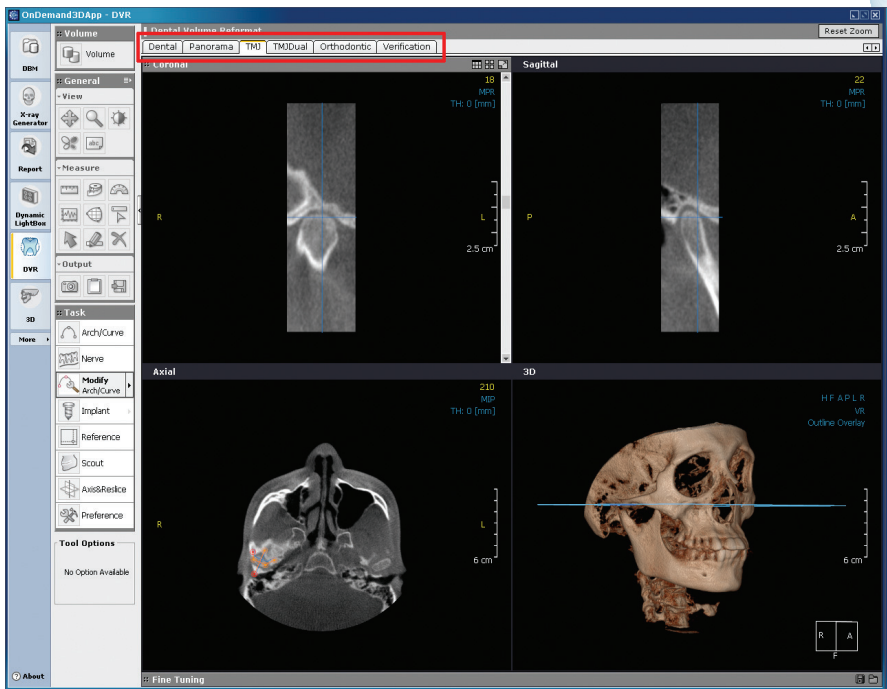 OnDemand3DApp - DVR
DBM
X-ray
Generator
Report
Dynamic
LightBox
DVR
3D
More
About
Volume
Volume
General
View
abc
Measure
Output
Task
Arch/Curve
Nerve
Modify
Arch/Curve
Implant
Reference
Scout
Axis&Reslice
Preference
Tool Options
No Option Available
Dental Volume Reformat
Reset Zoom
Dental
Panorama
TMJ
TMJDual
Orthodontic
Verification
Coronal
18
MPR
TH: 0 [mm]
R
L
2.5 cm
Sagittal
22
MPR
TH: 0 [mm]
P
A
2.5 cm
Axial
210
MIP
TH: 0 [mm]
R
L
6 cm
3D
H F A P L R
VR
Outline Overlay
6 cm
R
A
F
Fine Tuning